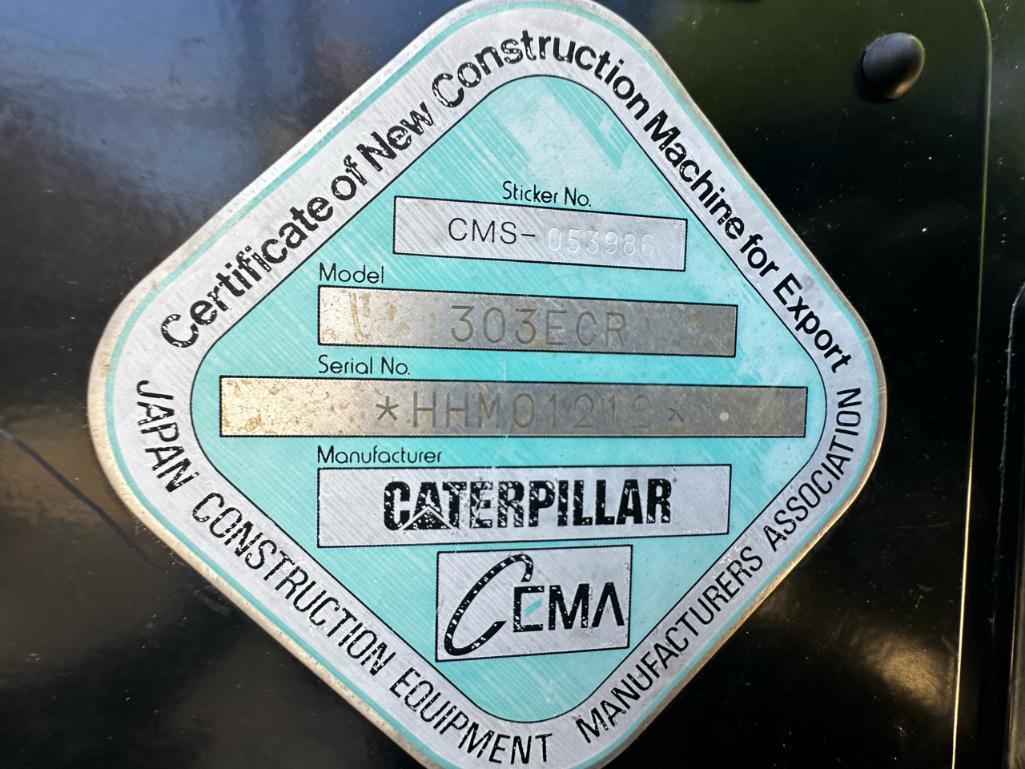 Certificate of New Construction Machine for Export
Sticker No.
CMS-053986
Model
303ECR
Serial No.
*HHM01212*
Manufacturer
CATERPILLAR
CEMA
JAPAN CONSTRUCTION EQUIPMENT MANUFACTURERS ASSOCIATION